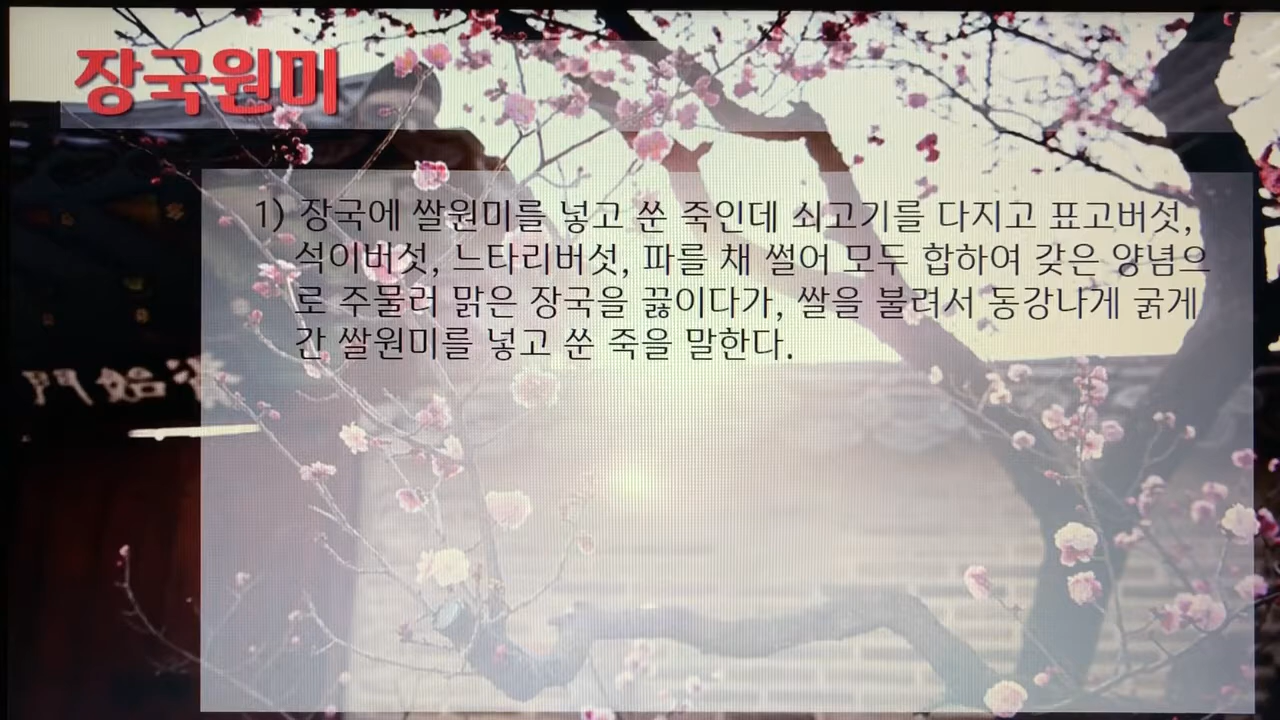 장국원미
1) 장국에 쌀원미를 넣고 쑨 죽인데 쇠고기를 다지고 표고버섯,
석이버섯, 느타리버섯, 파를 채 썰어 모두 합하여 갖은 양념으
로 주물러 맑은 장국을 끓이다가, 쌀을 불려서 동강나게 굵게
간 쌀원미를 넣고 쑨 죽을 말한다.
門始